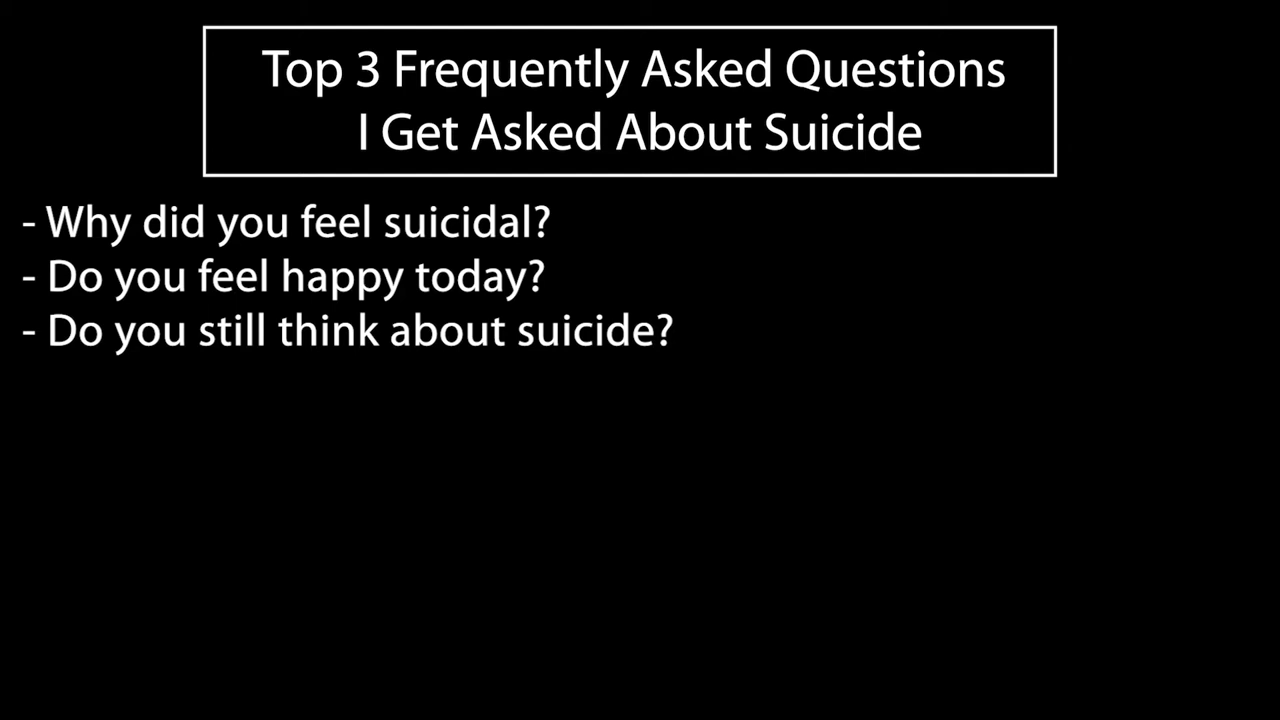 Top 3 Frequently Asked Questions
I Get Asked About Suicide
- Why did you feel suicidal?
- Do you feel happy today?
- Do you still think about suicide?